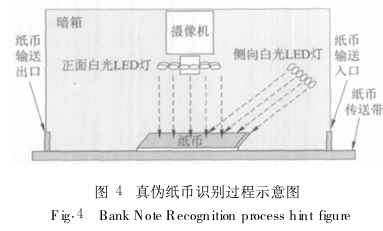 暗箱
摄像机
纸币
输送
出口
正面白光LED灯
侧向白光LED灯
纸币
输送
入口
纸币
传送带
纸币
图 4 真伪纸币识别过程示意图
Fig.4 Bank Note Recognition process hint figure